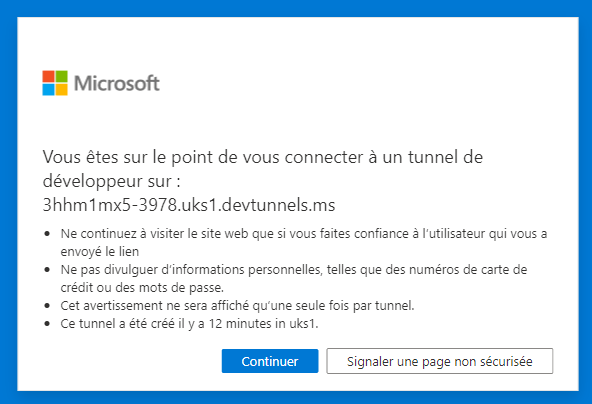 Microsoft
Vous êtes sur le point de vous connecter à un tunnel de
développeur sur :
3hhm1mx5-3978.uks1.devtunnels.ms
Ne continuez à visiter le site web que si vous faites confiance à l'utilisateur qui vous a
envoyé le lien
Ne pas divulguer d'informations personnelles, telles que des numéros de carte de
crédit ou des mots de passe.
Cet avertissement ne sera affiché qu'une seule fois par tunnel.
Ce tunnel a été créé il y a 12 minutes in uks1.
Continuer
Signaler une page non sécurisée